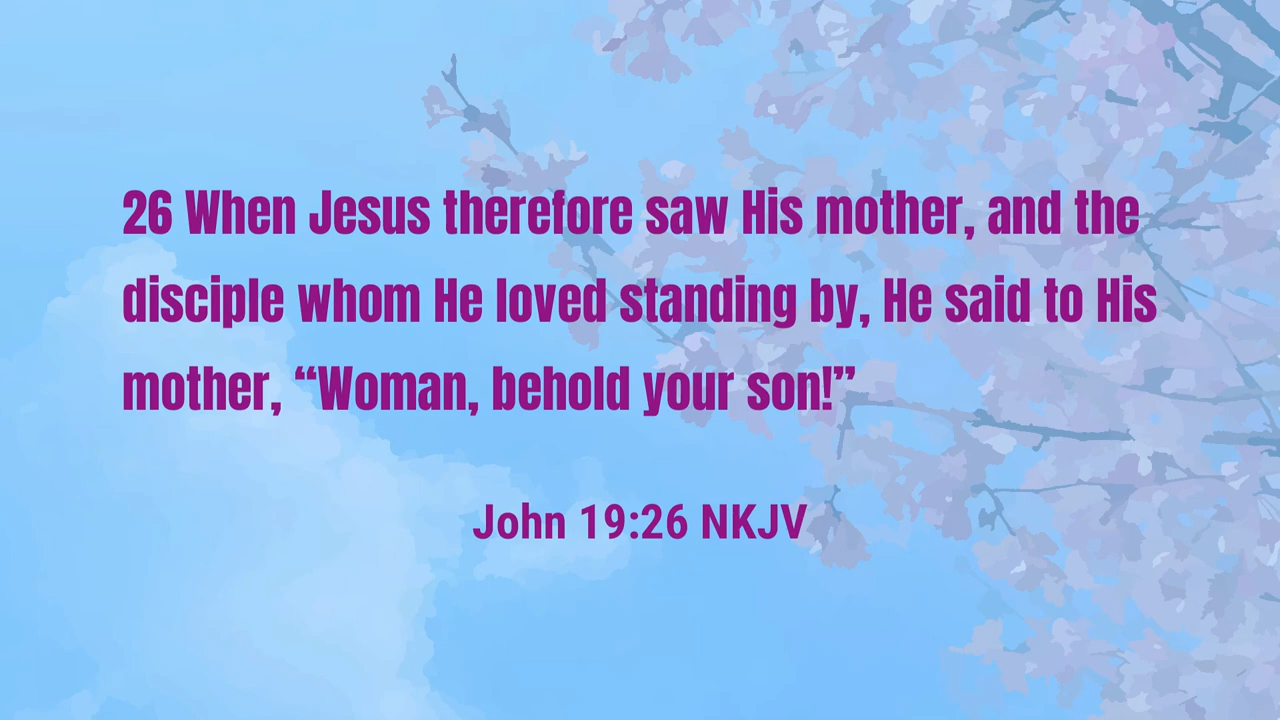 26 When Jesus therefore saw His mother, and the
disciple whom He loved standing by, He said to His
mother, “Woman, behold your son!”
John 19:26 NKJV